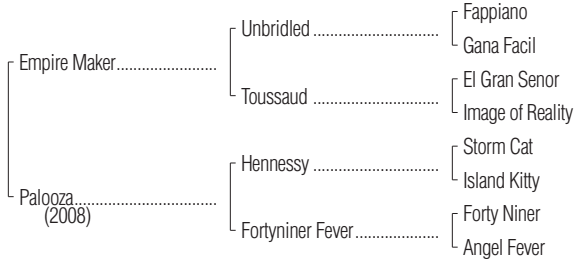 Fappiano
Unbridled
Gana Facil
Empire Maker
El Gran Senor
Toussaud
Image of Reality
Storm Cat
Hennessy
Island Kitty
Palooza
(2008)
Forty Niner
Fortyniner Fever
Angel Fever